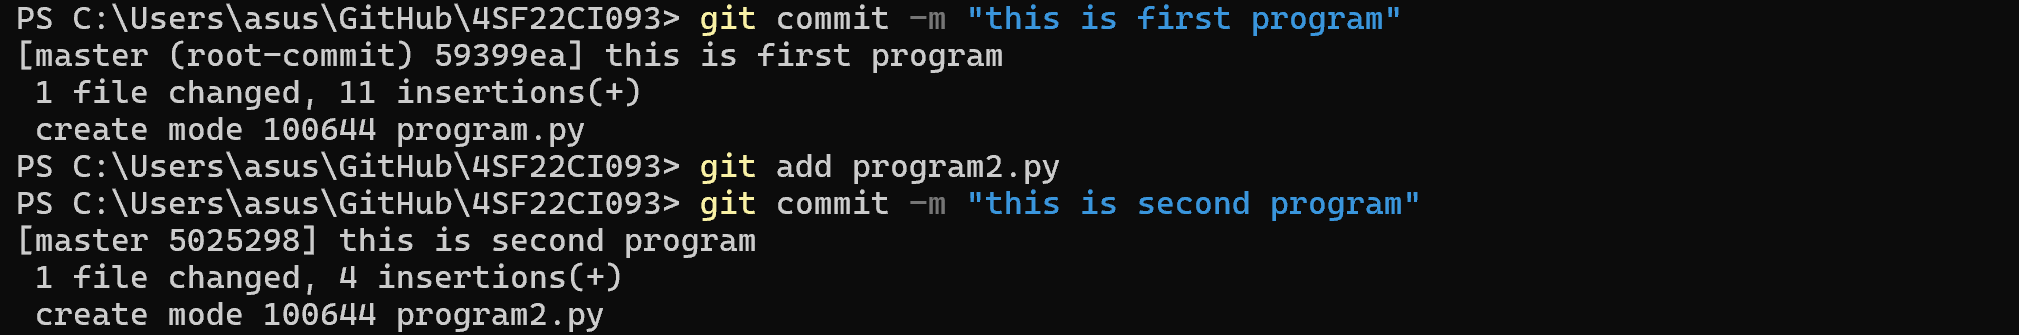 PS C:\Users\asus\GitHub\4SF22CI093> git commit -m "this is first program"
[master (root-commit) 59399ea] this is first program
 1 file changed, 11 insertions(+)
 create mode 100644 program.py
PS C:\Users\asus\GitHub\4SF22CI093> git add program2.py
PS C:\Users\asus\GitHub\4SF22CI093> git commit -m "this is second program"
[master 5025298] this is second program
 1 file changed, 4 insertions(+)
 create mode 100644 program2.py